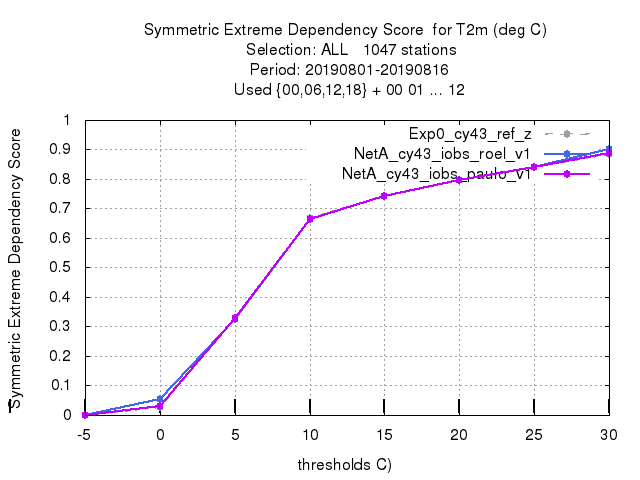 Symmetric Extreme Dependency Score  for T2m (deg C)
Selection: ALL   1047 stations
Period: 20190801-20190816
Used {00,06,12,18} + 00 01 ... 12
Symmetric Extreme Dependency Score
1
0.9
0.8
0.7
0.6
0.5
0.4
0.3
0.2
0.1
0
Exp0_cy43_ref_z
NetA_cy43_iobs_roel_v1
NetA_cy43_iobs_paulo_v1
-5 0 5 10 15 20 25 30
thresholds C)